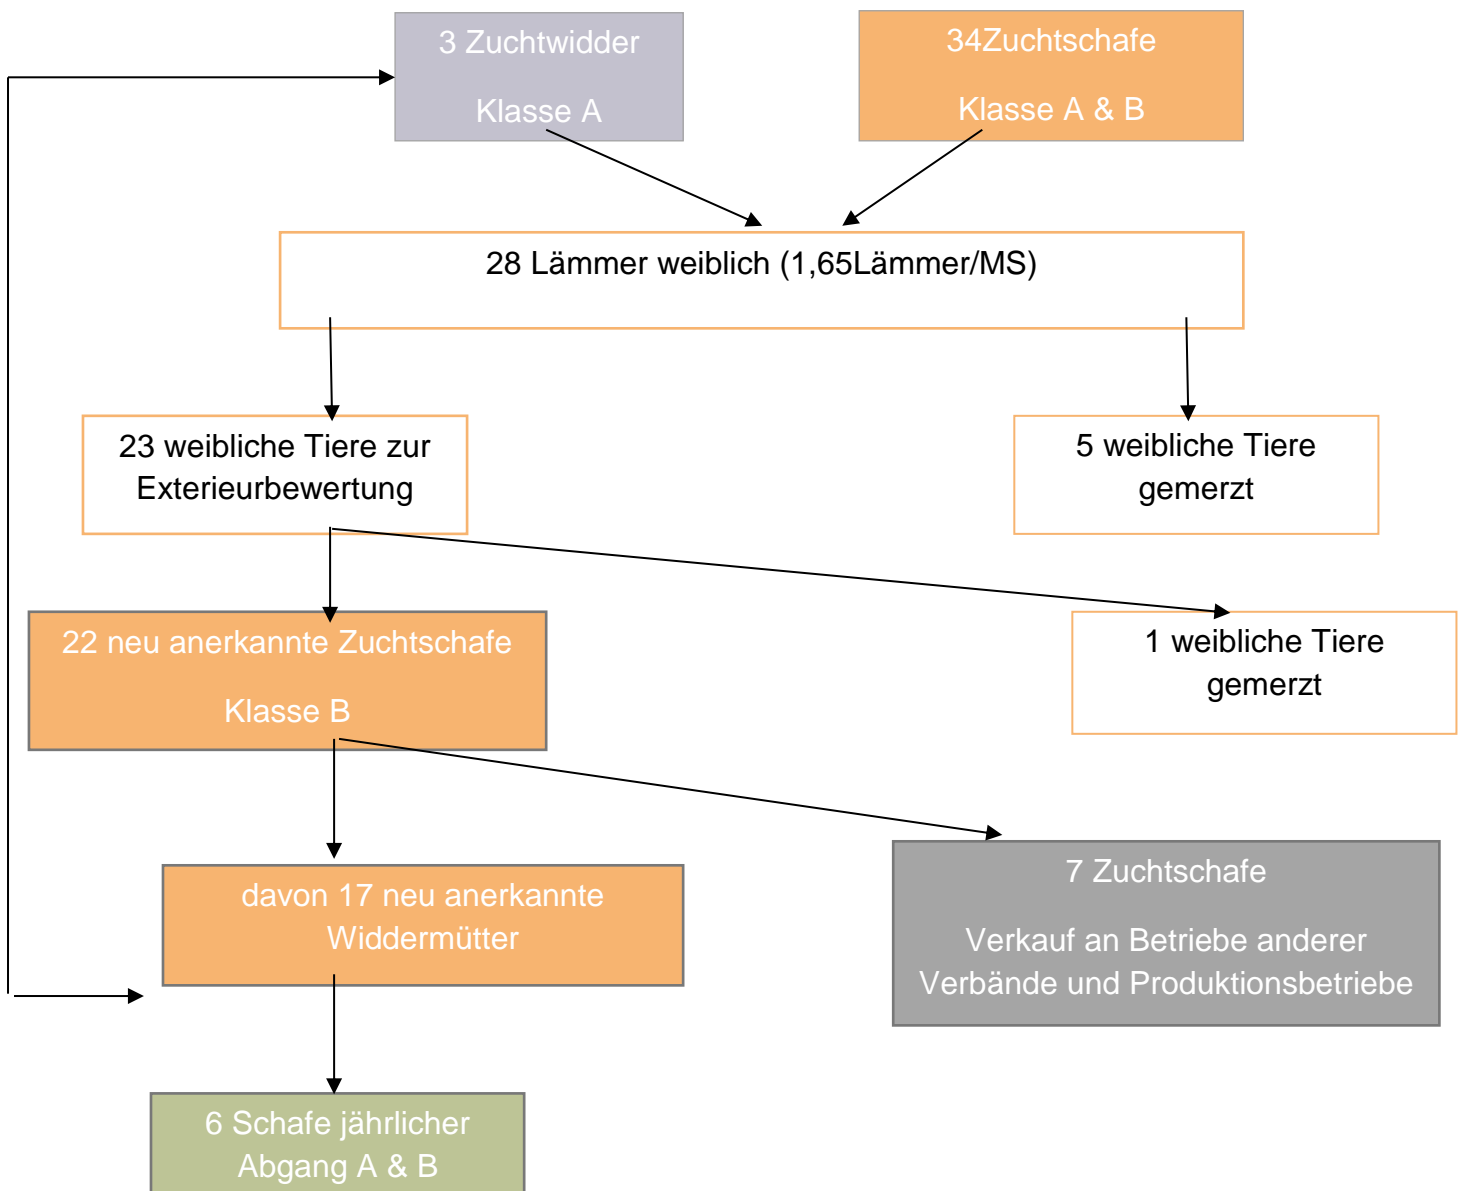 3 Zuchtwidder
Klasse A
34Zuchtschafe
Klasse A & B
28 Lämmer weiblich (1,65Lämmer/MS)
23 weibliche Tiere zur
Exterieurbewertung
5 weibliche Tiere
gemerzt
22 neu anerkannte Zuchtschafe
Klasse B
1 weibliche Tiere
gemerzt
davon 17 neu anerkannte
Widdermütter
7 Zuchtschafe
Verkauf an Betriebe anderer
Verbände und Produktionsbetriebe
6 Schafe jährlicher
Abgang A & B